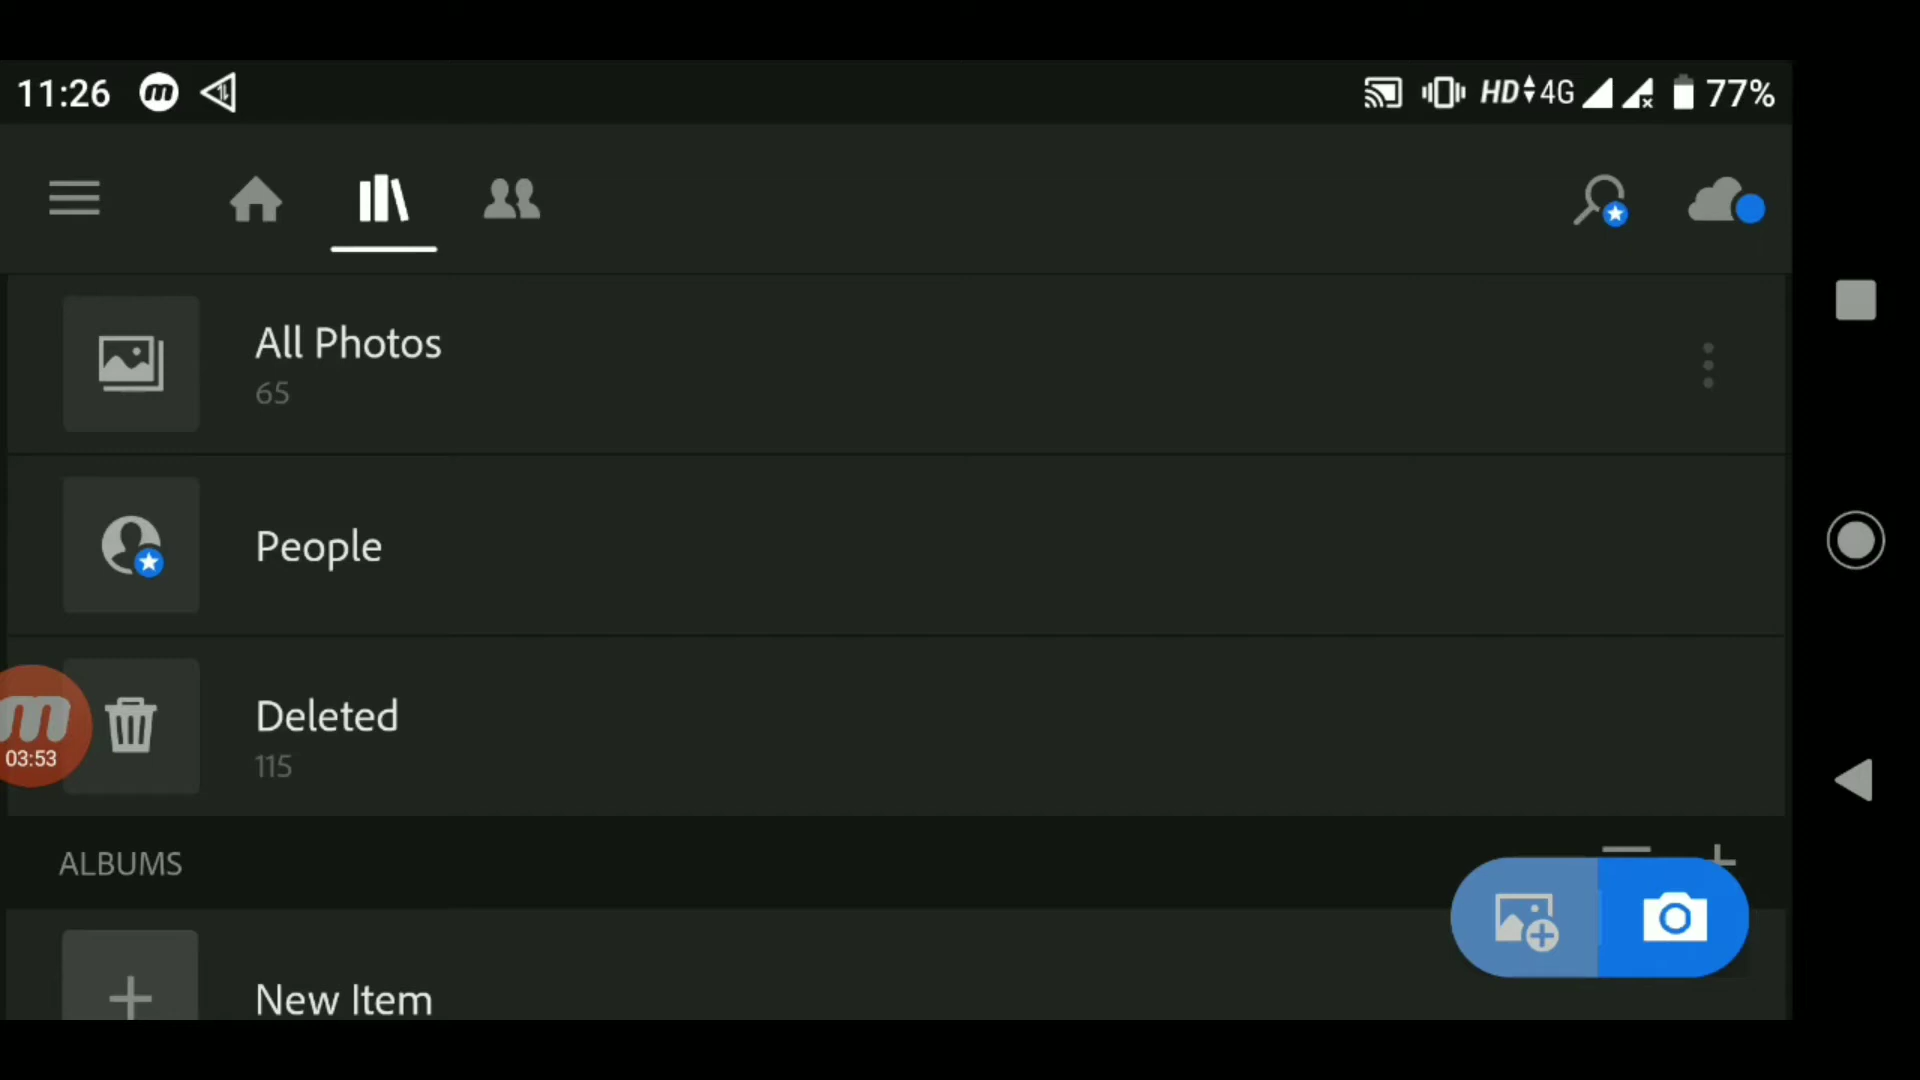 11:26 HD 4G 77%
All Photos
65
People
Deleted
115
m
03:53
ALBUMS
New Item